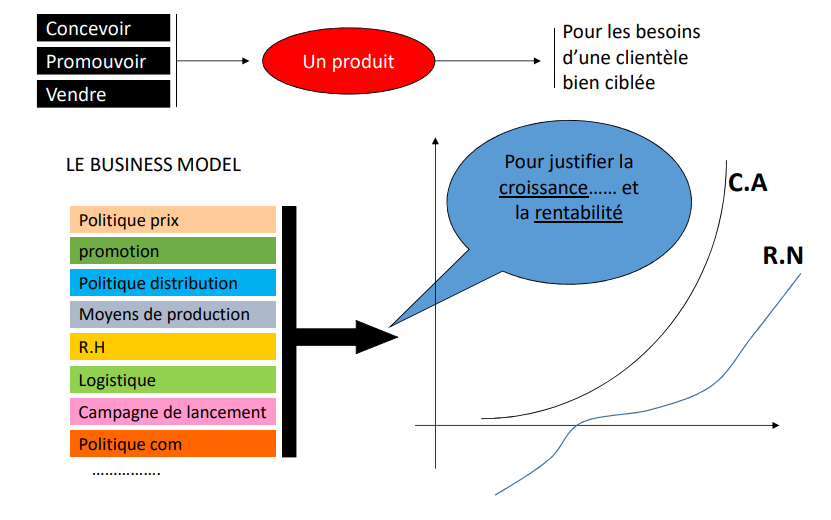 Concevoir
Promouvoir
Vendre
Un produit
Pour les besoins
d’une clientèle
bien ciblée
LE BUSINESS MODEL
Politique prix
promotion
Politique distribution
Moyens de production
R.H
Logistique
Campagne de lancement
Politique com
…………….
Pour justifier la
croissance…… et
la rentabilité
C.A
R.N